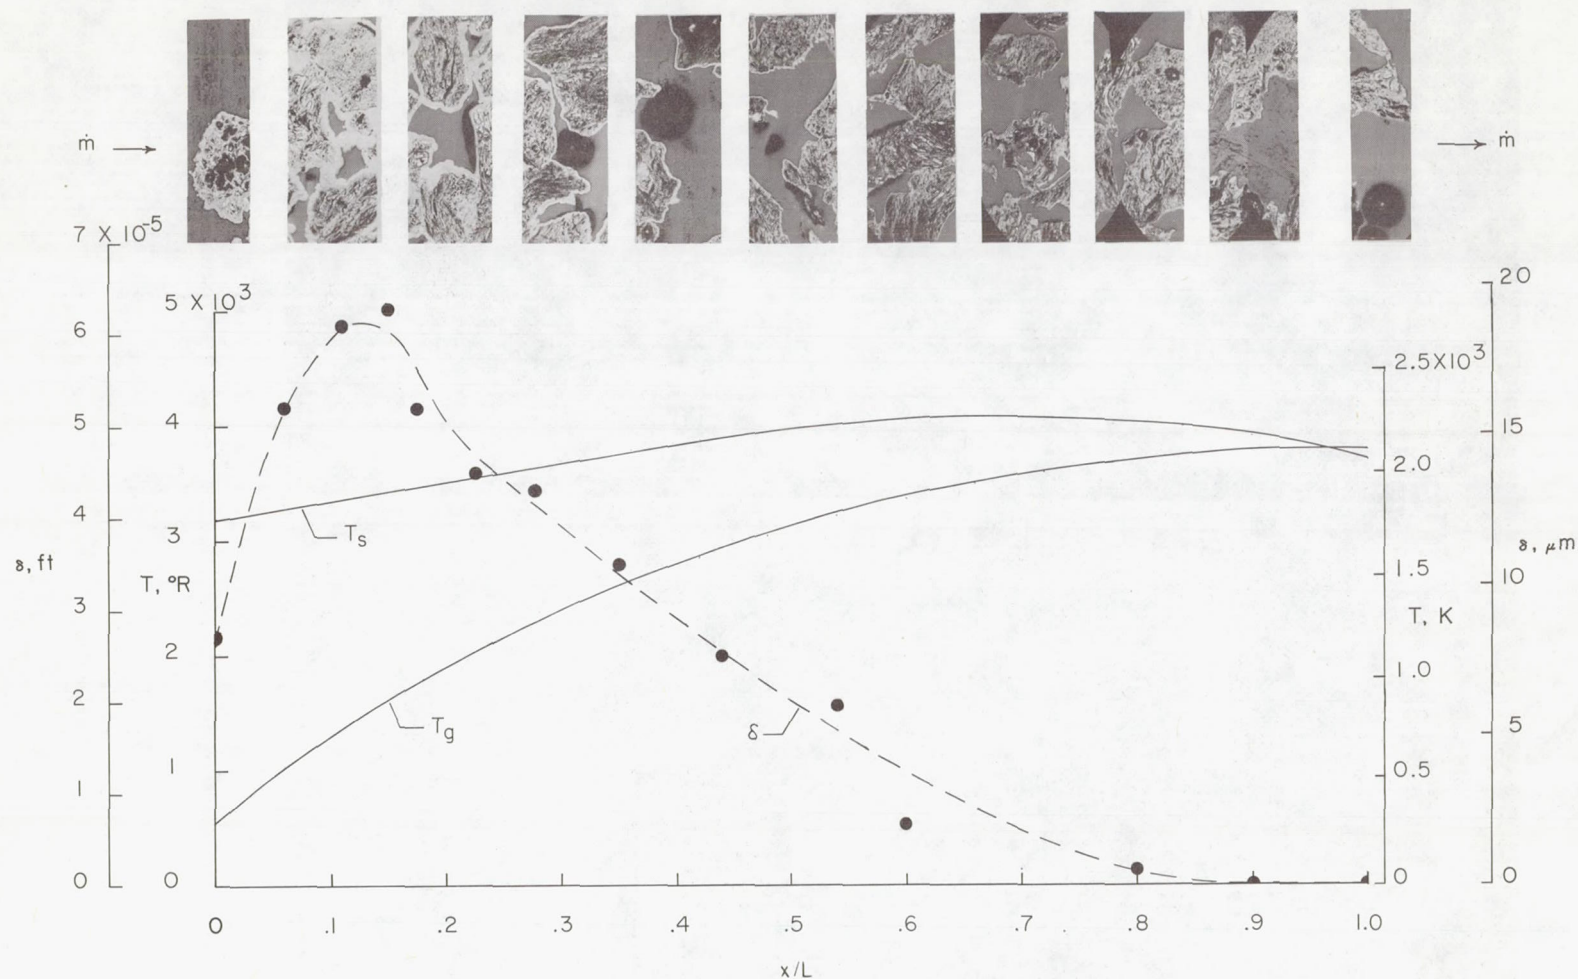 ṁ
ṁ
7 X 10-5
6
5
4
δ, ft
3
2
1
0
5 X 10³
4
3
T, °R
2
1
0
Ts
Tg
δ
2.5X10³
2.0
1.5
T, K
1.0
0.5
0
20
15
δ, μm
10
5
0
0 .1 .2 .3 .4 .5 .6 .7 .8 .9 1.0
x/L